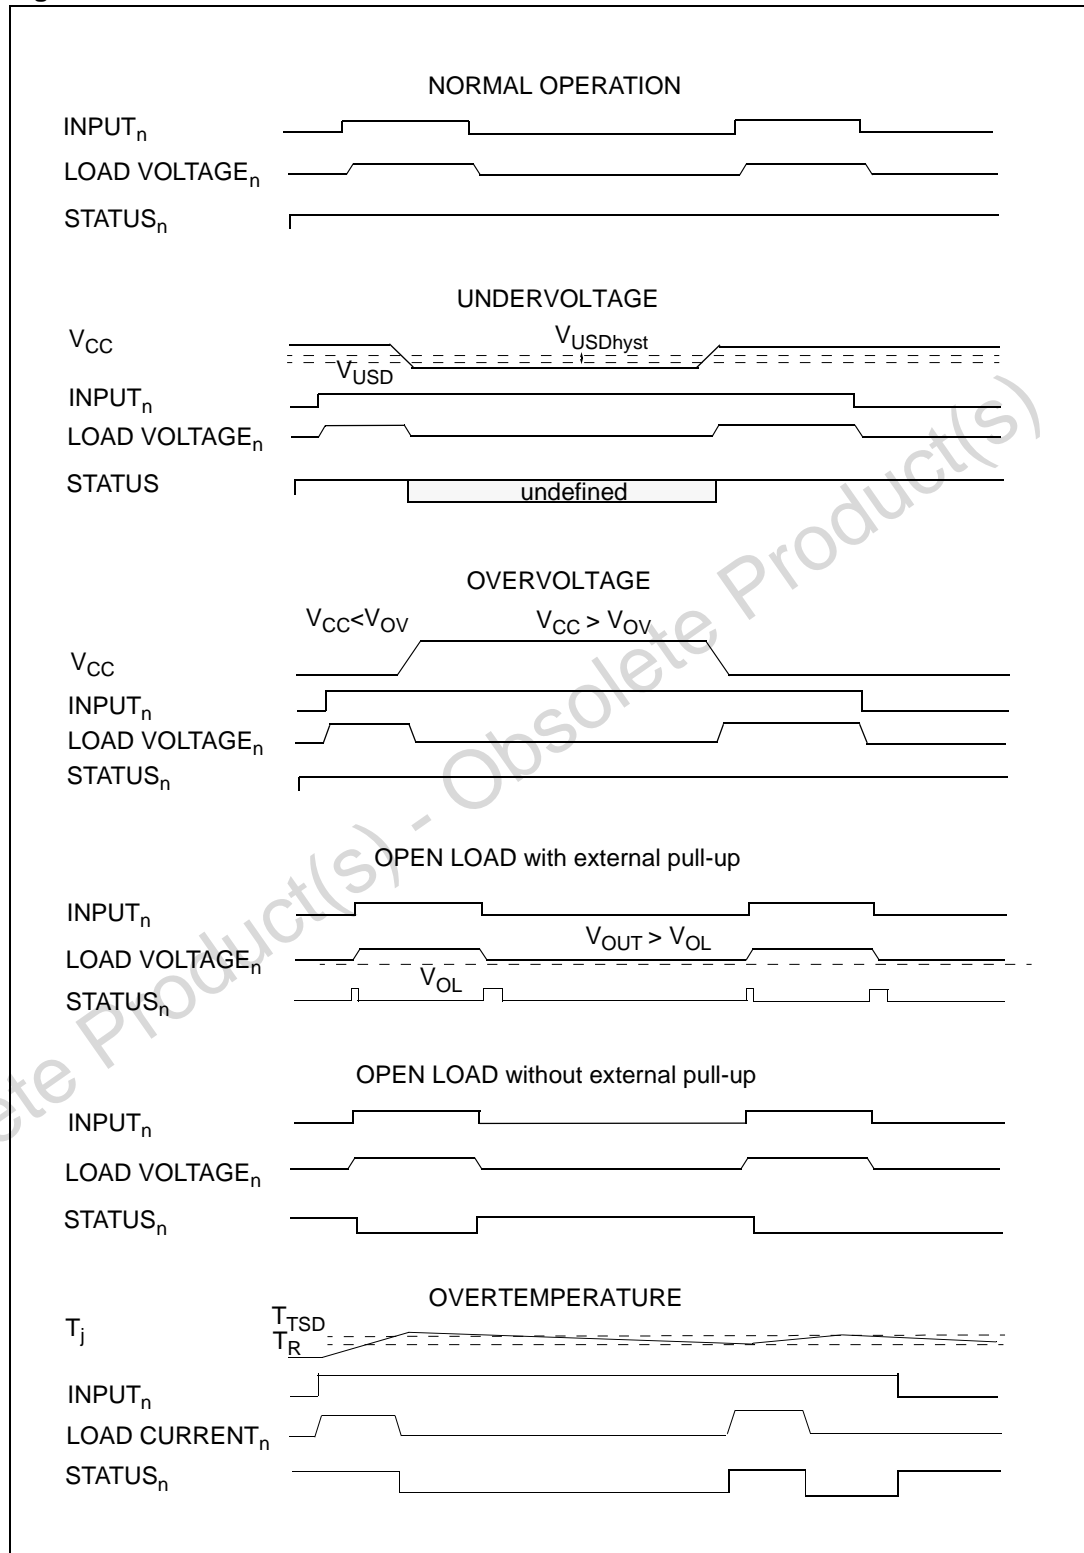 NORMAL OPERATION
INPUTn
LOAD VOLTAGEn
STATUSn
UNDERVOLTAGE
VCC
VUSDhyst
VUSD
INPUTn
LOAD VOLTAGEn
STATUS
undefined
OVERVOLTAGE
VCC<VOV
VCC > VOV
VCC
INPUTn
LOAD VOLTAGEn
STATUSn
OPEN LOAD with external pull-up
INPUTn
VOUT > VOL
LOAD VOLTAGEn
VOL
STATUSn
OPEN LOAD without external pull-up
INPUTn
LOAD VOLTAGEn
STATUSn
OVERTEMPERATURE
Tj
TTSD
TR
INPUTn
LOAD CURRENTn
STATUSn
ete Product(s) - Obsolete Product(s)